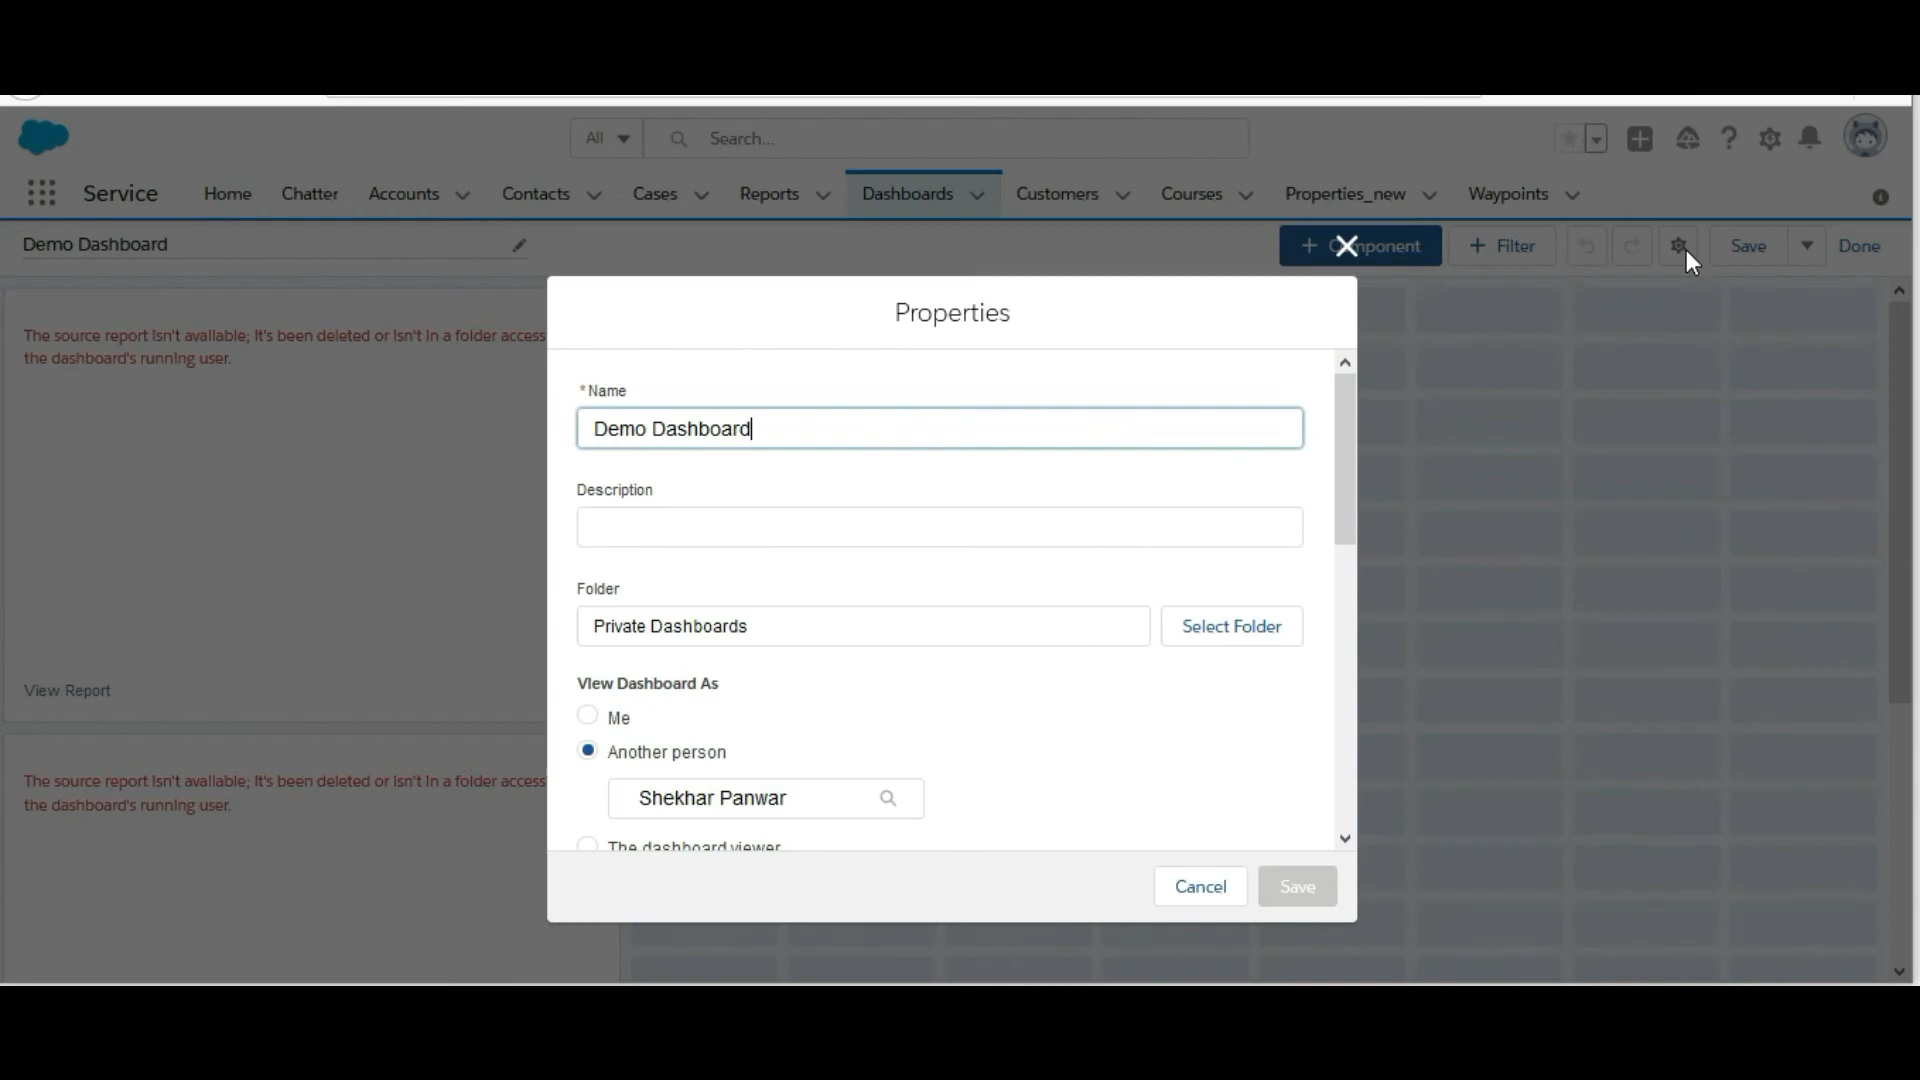 All
Search...
Service
Home
Chatter
Accounts
Contacts
Cases
Reports
Dashboards
Customers
Courses
Properties_new
Waypoints
Demo Dashboard
+ Component
+ Filter
Save
Done
The source report isn't available; It's been deleted or isn't in a folder access
the dashboard's running user.
View Report
The source report isn't available; It's been deleted or isn't in a folder access
the dashboard's running user.
Properties
*Name
Demo Dashboard
Description
Folder
Private Dashboards
Select Folder
View Dashboard As
Me
Another person
Shekhar Panwar
The dashboard viewer
Cancel
Save